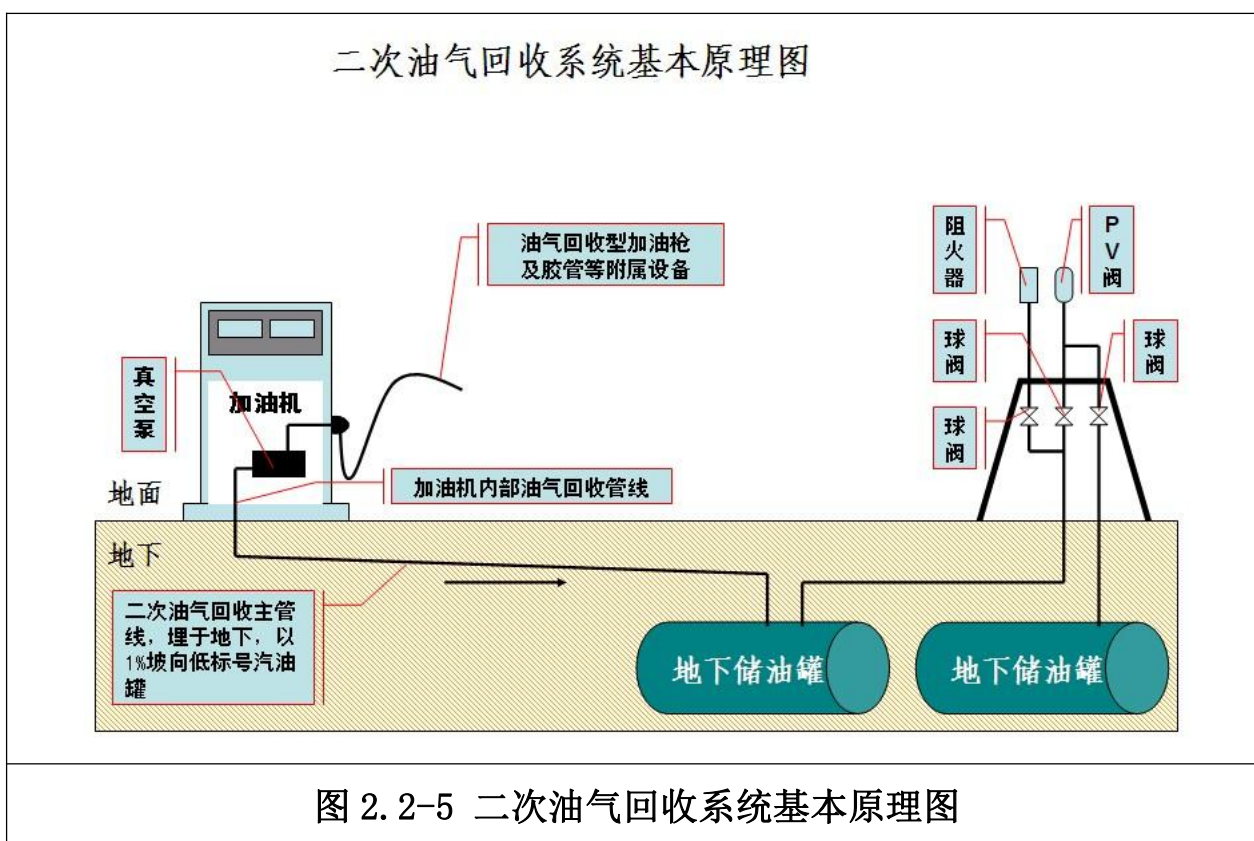 二次油气回收系统基本原理图
油气回收型加油枪
及胶管等附属设备
阻火器
PV阀
球阀
球阀
球阀
真空泵
加油机
加油机内部油气回收管线
地面
地下
二次油气回收主管
线，埋于地下，以
1%坡向低标号汽油
罐
地下储油罐
地下储油罐
图 2.2-5 二次油气回收系统基本原理图